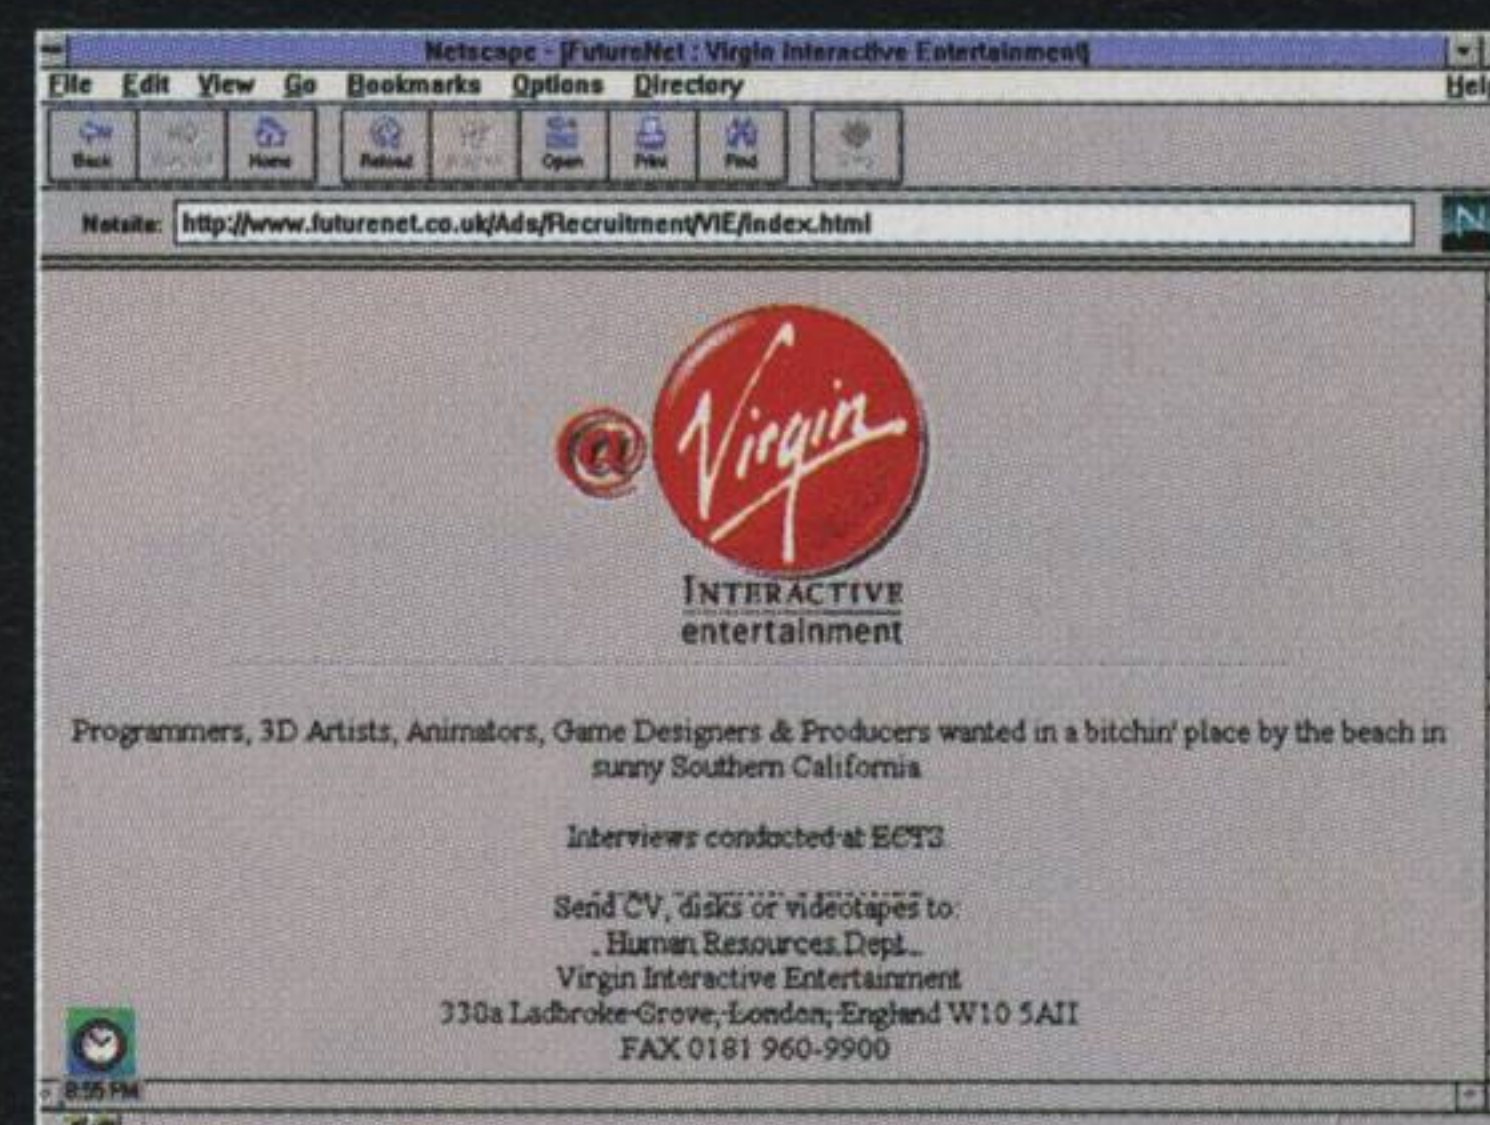 Netscape - [FutureNet : Virgin Interactive Entertainment]
File Edit View Go Bookmarks Options Directory Help
Back Home Reload Open Print Find
Netsite: http://www.futurenet.co.uk/Ads/Recruitment/VIE/index.html
N
@ Virgin
INTERACTIVE
entertainment
Programmers, 3D Artists, Animators, Game Designers & Producers wanted in a bitchin' place by the beach in
sunny Southern California
Interviews conducted at ECTS
Send CV, disks or videotapes to:
Human Resources Dept.
Virgin Interactive Entertainment
330a Ladbroke Grove, London, England W10 5AH
FAX 0181 960-9900
8:55 PM